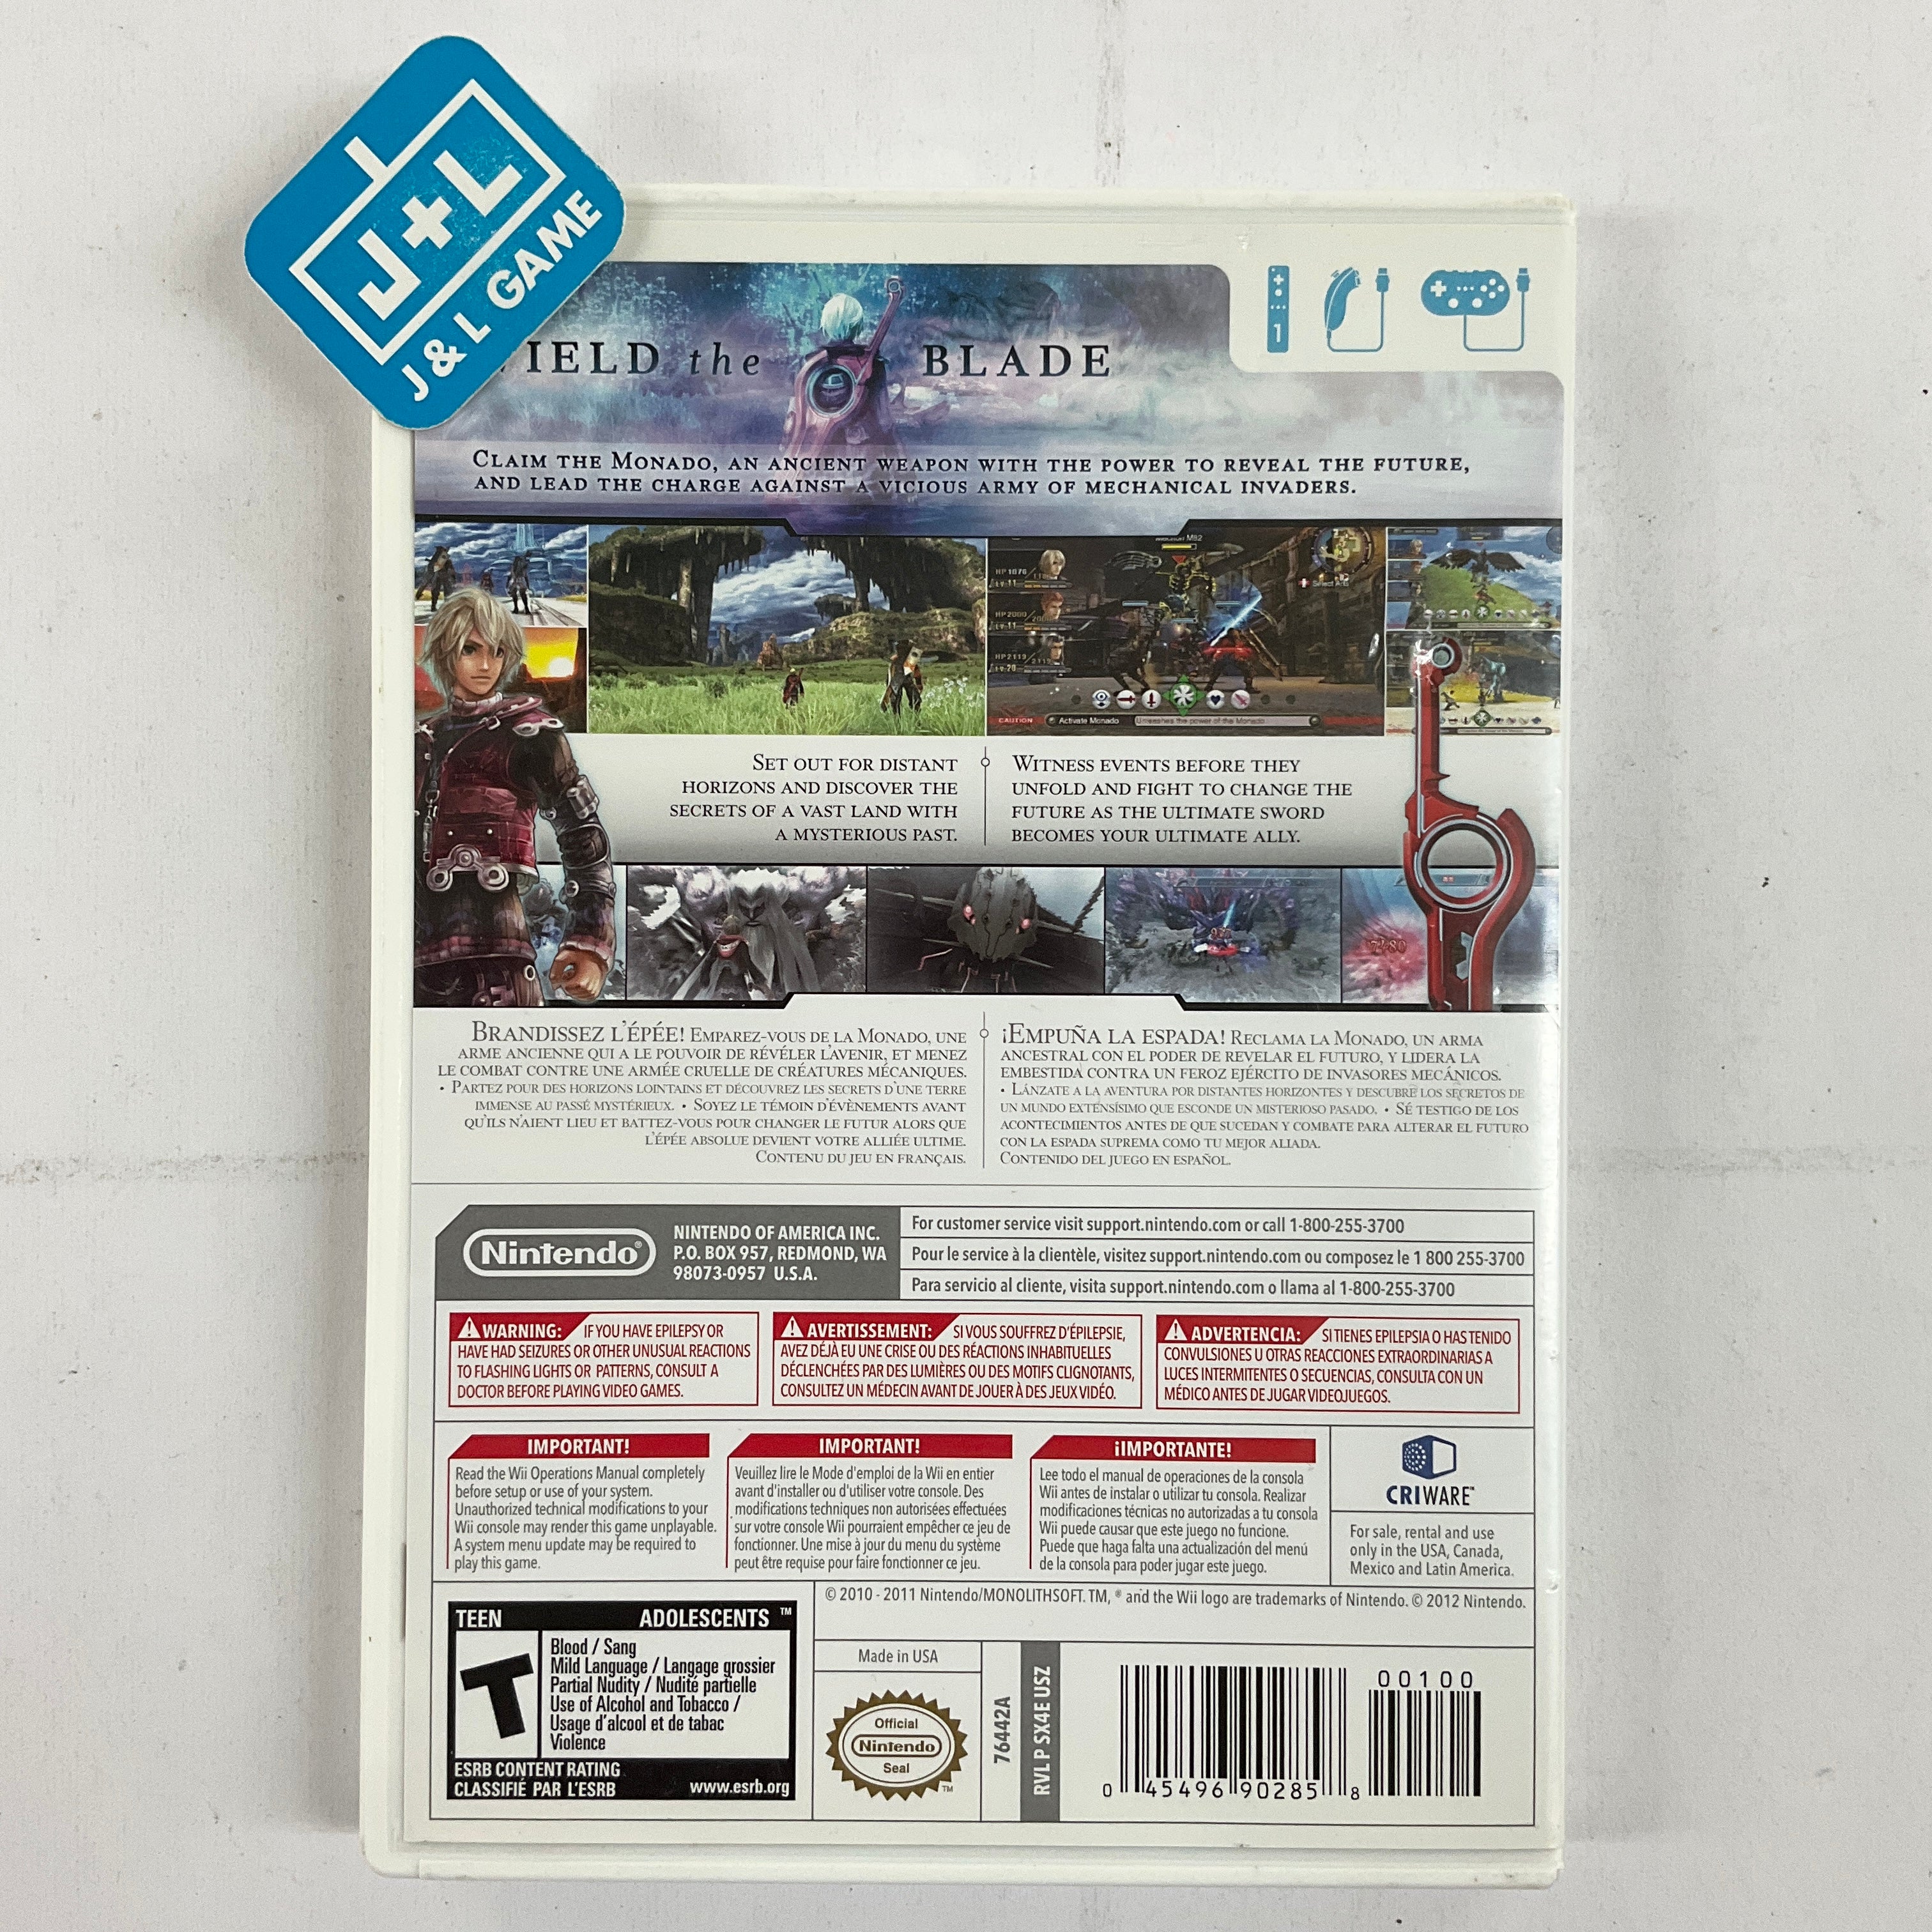 J+L
J & L GAME
WIELD the BLADE
1
CLAIM THE MONADO, AN ANCIENT WEAPON WITH THE POWER TO REVEAL THE FUTURE,
AND LEAD THE CHARGE AGAINST A VICIOUS ARMY OF MECHANICAL INVADERS.
M82
HP 1076
Lv 11
HP 2000
Lv 11
HP 2113
Select Arts
CAUTION
Activate Monado
Unleashes the power of the Monado
SET OUT FOR DISTANT
HORIZONS AND DISCOVER THE
SECRETS OF A VAST LAND WITH
A MYSTERIOUS PAST.
WITNESS EVENTS BEFORE THEY
UNFOLD AND FIGHT TO CHANGE THE
FUTURE AS THE ULTIMATE SWORD
BECOMES YOUR ULTIMATE ALLY.
BRANDISSEZ L'ÉPÉE! EMPAREZ-VOUS DE LA MONADO, UNE
ARME ANCIENNE QUI A LE POUVOIR DE RÉVÉLER L'AVENIR, ET MENEZ
LE COMBAT CONTRE UNE ARMÉE CRUELLE DE CRÉATURES MÉCANIQUES.
• PARTEZ POUR DES HORIZONS LOINTAINS ET DÉCOUVREZ LES SECRETS D'UNE TERRE
IMMENSE AU PASSÉ MYSTÉRIEUX. • SOYEZ LE TÉMOIN D'ÉVÈNEMENTS AVANT
QU'ILS N'AIENT LIEU ET BATTEZ-VOUS POUR CHANGER LE FUTUR ALORS QUE
L'ÉPÉE ABSOLUE DEVIENT VOTRE ALLIÉE ULTIME.
CONTENU DU JEU EN FRANÇAIS.
¡EMPUÑA LA ESPADA! RECLAMA LA MONADO, UN ARMA
ANCESTRAL CON EL PODER DE REVELAR EL FUTURO, Y LIDERA LA
EMBESTIDA CONTRA UN FEROZ EJÉRCITO DE INVASORES MECÁNICOS.
• LÁNZATE A LA AVENTURA POR DISTANTES HORIZONTES Y DESCUBRE LOS SECRETOS DE
UN MUNDO EXTENSÍSIMO QUE ESCONDE UN MISTERIOSO PASADO. • SÉ TESTIGO DE LOS
ACONTECIMIENTOS ANTES DE QUE SUCEDAN Y COMBATE PARA ALTERAR EL FUTURO
CON LA ESPADA SUPREMA COMO TU MEJOR ALIADA.
CONTENIDO DEL JUEGO EN ESPAÑOL.
Nintendo®
NINTENDO OF AMERICA INC.
P.O. BOX 957, REDMOND, WA
98073-0957 U.S.A.
For customer service visit support.nintendo.com or call 1-800-255-3700
Pour le service à la clientèle, visitez support.nintendo.com ou composez le 1 800 255-3700
Para servicio al cliente, visita support.nintendo.com o llama al 1-800-255-3700
WARNING: IF YOU HAVE EPILEPSY OR
HAVE HAD SEIZURES OR OTHER UNUSUAL REACTIONS
TO FLASHING LIGHTS OR PATTERNS, CONSULT A
DOCTOR BEFORE PLAYING VIDEO GAMES.
AVERTISSEMENT: SI VOUS SOUFFREZ D'ÉPILEPSIE,
AVEZ DÉJÀ EU UNE CRISE OU DES RÉACTIONS INHABITUELLES
DÉCLENCHÉES PAR DES LUMIÈRES OU DES MOTIFS CLIGNOTANTS,
CONSULTEZ UN MÉDECIN AVANT DE JOUER À DES JEUX VIDÉO.
ADVERTENCIA: SI TIENES EPILEPSIA O HAS TENIDO
CONVULSIONES U OTRAS REACCIONES EXTRAORDINARIAS A
LUCES INTERMITENTES O SECUENCIAS, CONSULTA CON UN
MÉDICO ANTES DE JUGAR VIDEOJUEGOS.
IMPORTANT!
Read the Wii Operations Manual completely
before setup or use of your system.
Unauthorized technical modifications to your
Wii console may render this game unplayable.
A system menu update may be required to
play this game.
IMPORTANT!
Veuillez lire le Mode d'emploi de la Wii en entier
avant d'installer ou d'utiliser votre console. Des
modifications techniques non autorisées effectuées
sur votre console Wii pourraient empêcher ce jeu de
fonctionner. Une mise à jour du menu du système
peut être requise pour faire fonctionner ce jeu.
¡IMPORTANTE!
Lee todo el manual de operaciones de la consola
Wii antes de instalar o utilizar tu consola. Realizar
modificaciones técnicas no autorizadas a tu consola
Wii puede causar que este juego no funcione.
Puede que haga falta una actualización del menú
de la consola para poder jugar este juego.
CRIWARE™
For sale, rental and use
only in the USA, Canada,
Mexico and Latin America.
© 2010 - 2011 Nintendo/MONOLITHSOFT. TM, ® and the Wii logo are trademarks of Nintendo. © 2012 Nintendo.
TEEN ADOLESCENTS ™
T
Blood / Sang
Mild Language / Langage grossier
Partial Nudity / Nudité partielle
Use of Alcohol and Tobacco /
Usage d'alcool et de tabac
Violence
ESRB CONTENT RATING
CLASSIFIÉ PAR L'ESRB www.esrb.org
Made in USA
Official
Nintendo
Seal
™
76442A
RVL P SX4E USZ
00100
0 45496 90285 8